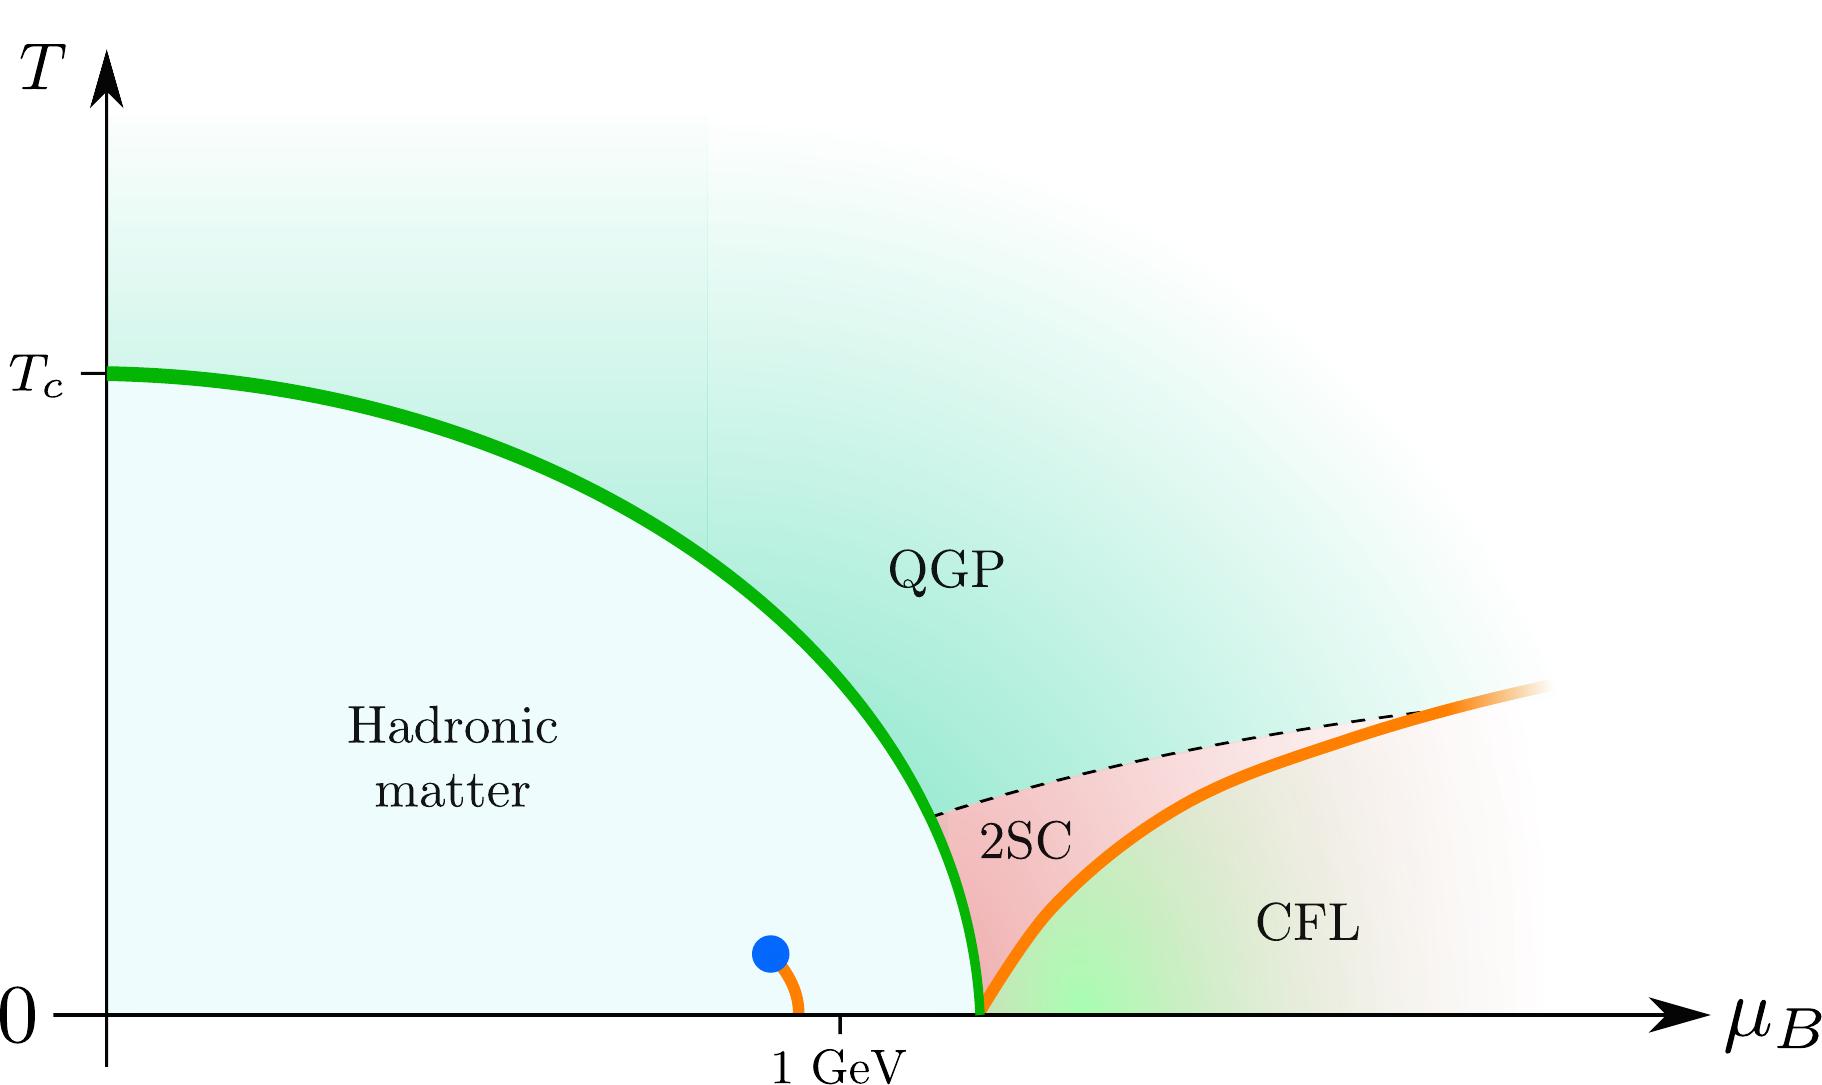 T
T_c
QGP
Hadronic
matter
2SC
CFL
0
μ_B
1 GeV